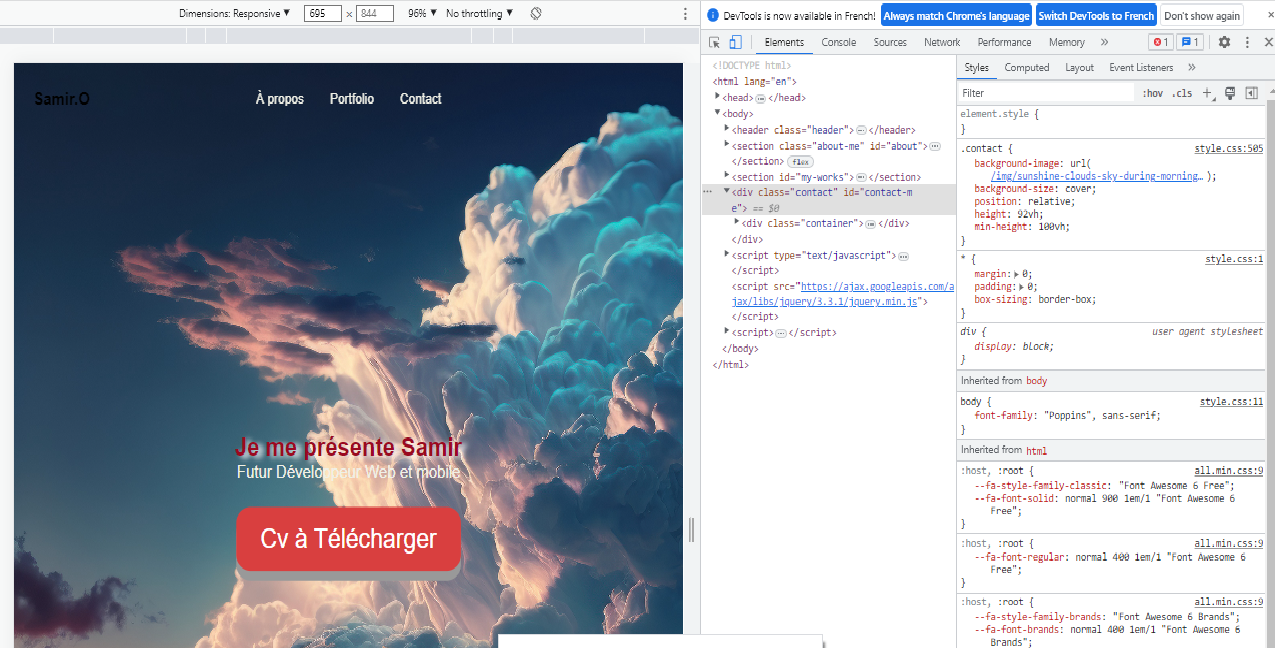 Dimensions: Responsive ▼ 695 × 844 96% ▼ No throttling ▼
Samir.O
À propos Portfolio Contact
Je me présente Samir
Futur Développeur Web et mobile
Cv à Télécharger
DevTools is now available in French! Always match Chrome's language Switch DevTools to French Don't show again ×
Elements Console Sources Network Performance Memory » 1 1
<!DOCTYPE html>
<html lang="en">
<head>…</head>
<body>
<header class="header">…</header>
<section class="about-me" id="about">…
</section> flex
<section id="my-works">…</section>
<div class="contact" id="contact-m
e"> == $0
<div class="container">…</div>
</div>
<script type="text/javascript">…
</script>
<script src="https://ajax.googleapis.com/a
jax/libs/jquery/3.3.1/jquery.min.js">
</script>
<script>…</script>
</body>
</html>
Styles Computed Layout Event Listeners »
Filter :hov .cls +
element.style {
}
.contact { style.css:505
background-image: url(
/img/sunshine-clouds-sky-during-morning… );
background-size: cover;
position: relative;
height: 92vh;
min-height: 100vh;
}
* { style.css:1
margin: 0;
padding: 0;
box-sizing: border-box;
}
div { user agent stylesheet
display: block;
}
Inherited from body
body { style.css:11
font-family: "Poppins", sans-serif;
}
Inherited from html
:host, :root { all.min.css:9
--fa-style-family-classic: "Font Awesome 6 Free";
--fa-font-solid: normal 900 1em/1 "Font Awesome 6
Free";
}
:host, :root { all.min.css:9
--fa-font-regular: normal 400 1em/1 "Font Awesome 6
Free";
}
:host, :root { all.min.css:9
--fa-style-family-brands: "Font Awesome 6 Brands";
--fa-font-brands: normal 400 1em/1 "Font Awesome 6
Brands";